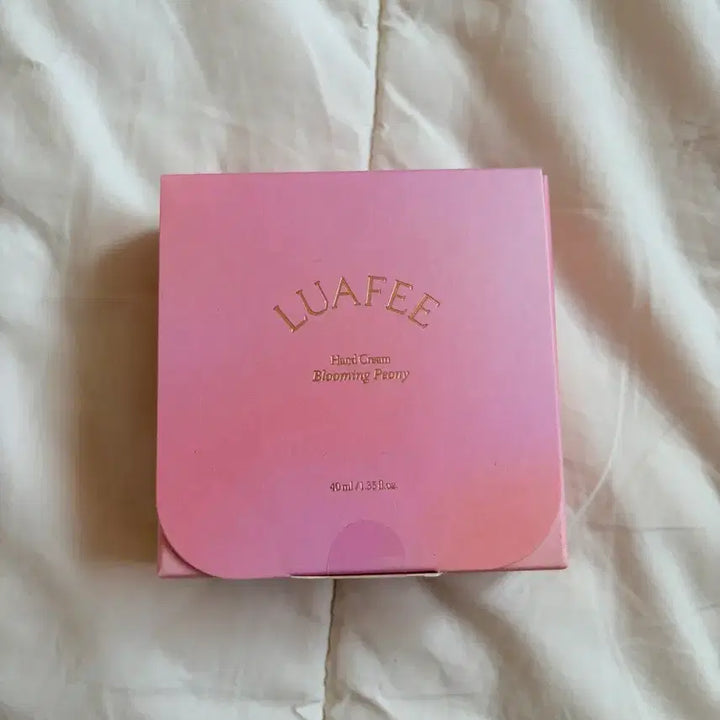 LUAFEE
Hand Cream
Blooming Peony
40 ml / 1.35 fl.oz.